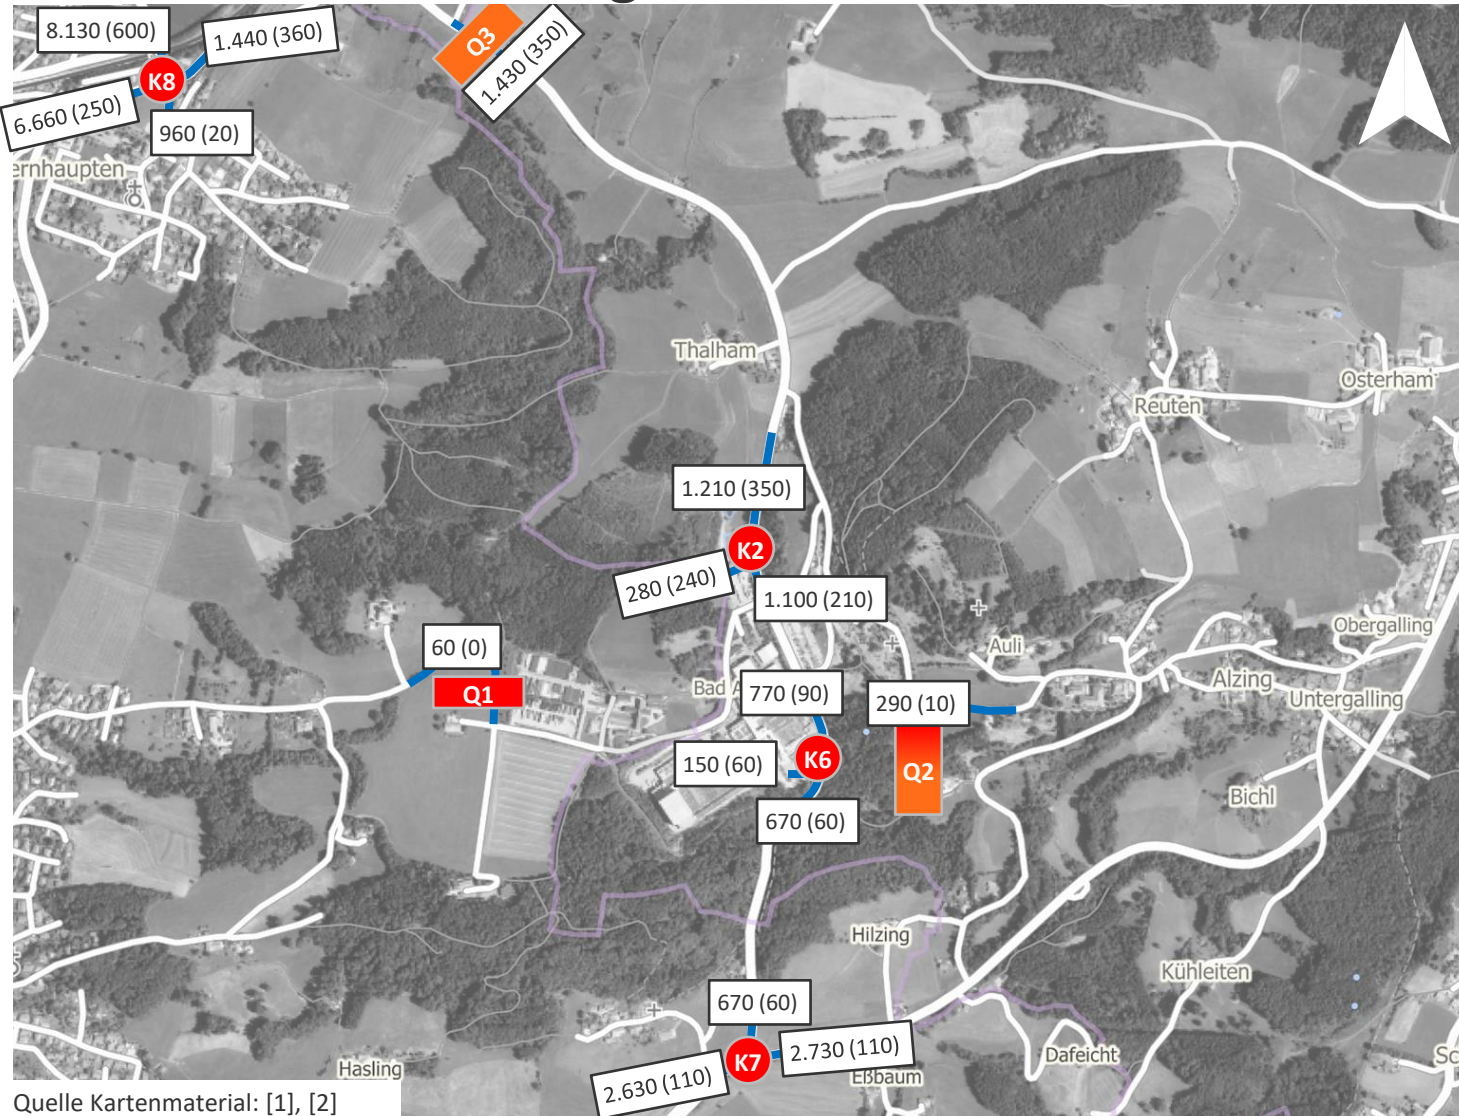 8.130 (600)
1.440 (360)
K8
6.660 (250)
960 (20)
Q3
1.430 (350)
ernhaupten
Thalham
Osterham
Reuten
1.210 (350)
K2
280 (240)
1.100 (210)
Obergalling
60 (0)
Auli
Alzing
Q1
Bad A
770 (90)
290 (10)
Untergalling
150 (60)
K6
Q2
Bichl
670 (60)
Hilzing
Kühleiten
670 (60)
K7
2.730 (110)
Dafeicht
Sc
Hasling
2.630 (110)
Eßbaum
Quelle Kartenmaterial: [1], [2]